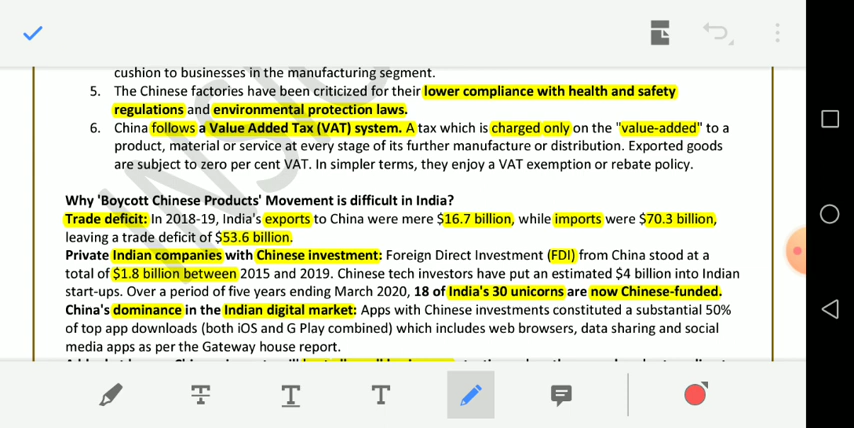 cushion to businesses in the manufacturing segment.
5. The Chinese factories have been criticized for their lower compliance with health and safety
regulations and environmental protection laws.
6. China follows a Value Added Tax (VAT) system. A tax which is charged only on the "value-added" to a
product, material or service at every stage of its further manufacture or distribution. Exported goods
are subject to zero per cent VAT. In simpler terms, they enjoy a VAT exemption or rebate policy.
Why 'Boycott Chinese Products' Movement is difficult in India?
Trade deficit: In 2018-19, India's exports to China were mere $16.7 billion, while imports were $70.3 billion,
leaving a trade deficit of $53.6 billion.
Private Indian companies with Chinese investment: Foreign Direct Investment (FDI) from China stood at a
total of $1.8 billion between 2015 and 2019. Chinese tech investors have put an estimated $4 billion into Indian
start-ups. Over a period of five years ending March 2020, 18 of India's 30 unicorns are now Chinese-funded.
China's dominance in the Indian digital market: Apps with Chinese investments constituted a substantial 50%
of top app downloads (both iOS and G Play combined) which includes web browsers, data sharing and social
media apps as per the Gateway house report.